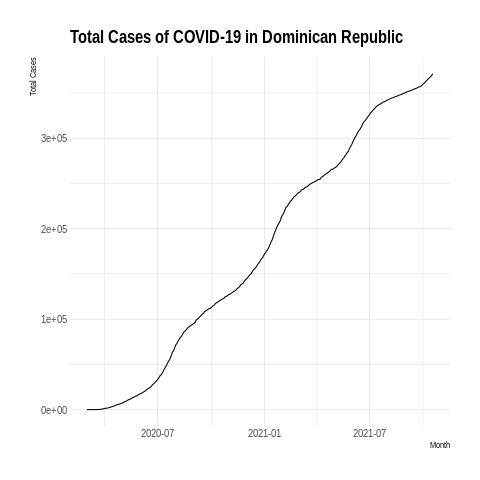 Total Cases of COVID-19 in Dominican Republic
Total Cases
3e+05
2e+05
1e+05
0e+00
2020-07 2021-01 2021-07
Month